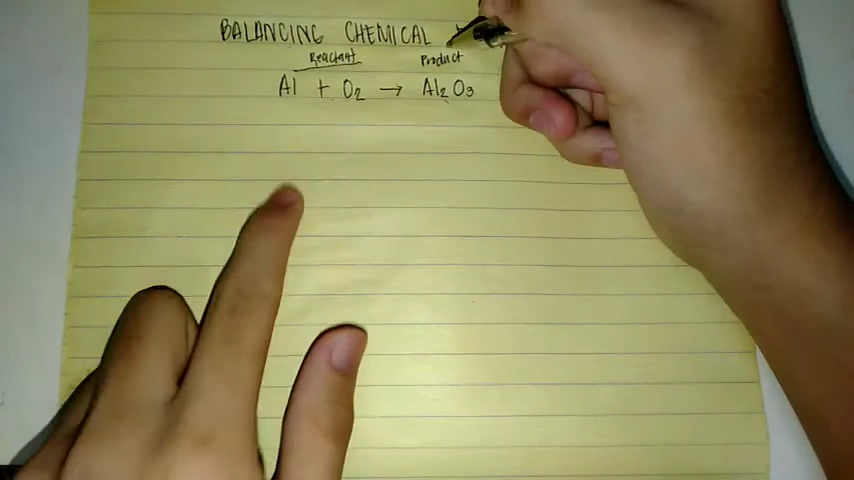 BALANCING CHEMICAL
Reactant Product
Al + O₂ → Al₂O₃